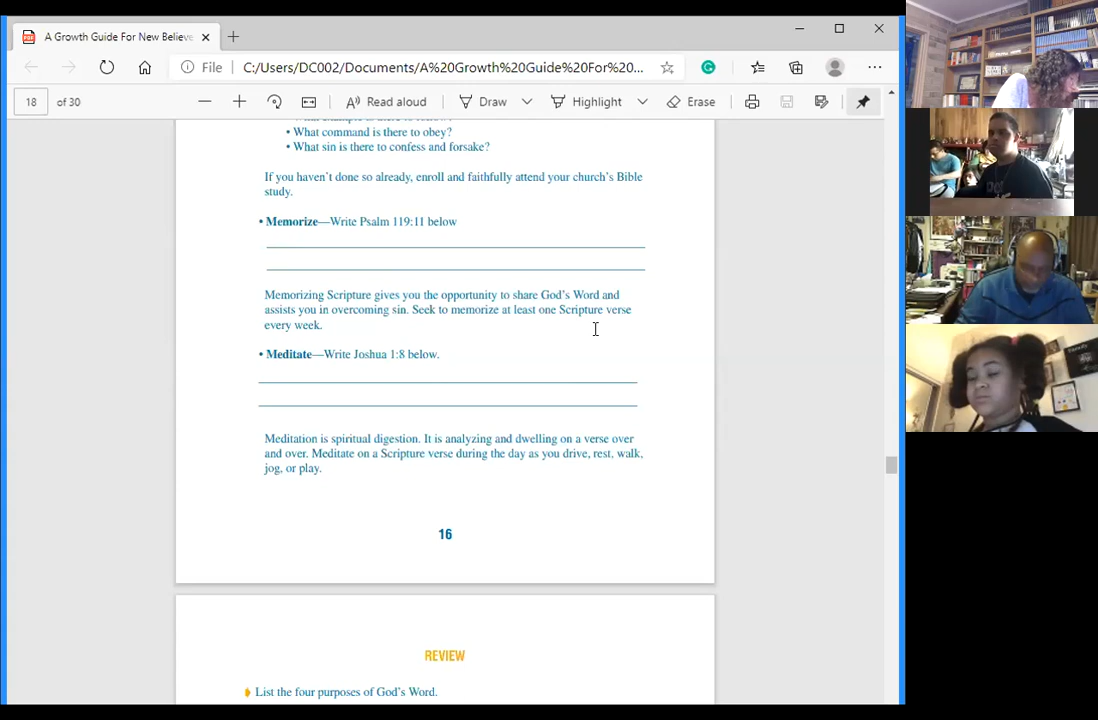 A Growth Guide For New Believe
File C:/Users/DC002/Documents/A%20Growth%20Guide%20For%20...
18 of 30 Read aloud Draw Highlight Erase
• What command is there to obey?
• What sin is there to confess and forsake?
If you haven't done so already, enroll and faithfully attend your church's Bible
study.
• Memorize—Write Psalm 119:11 below
Memorizing Scripture gives you the opportunity to share God's Word and
assists you in overcoming sin. Seek to memorize at least one Scripture verse
every week.
• Meditate—Write Joshua 1:8 below.
Meditation is spiritual digestion. It is analyzing and dwelling on a verse over
and over. Meditate on a Scripture verse during the day as you drive, rest, walk,
jog, or play.
16
REVIEW
List the four purposes of God's Word.